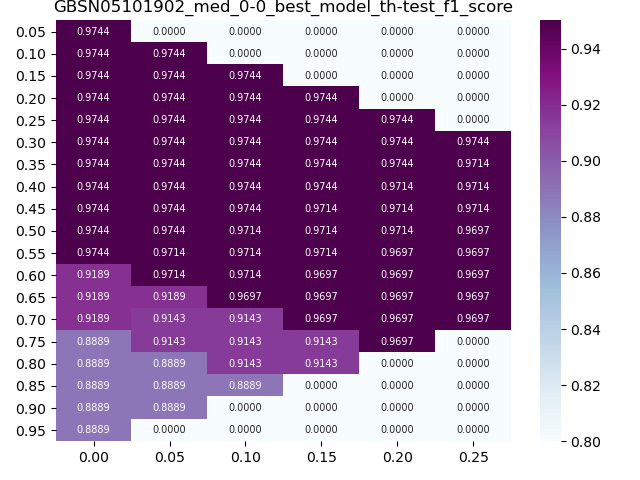 GBSN05101902_med_0-0_best_model_th-test_f1_score
0.05 0.9744 0.0000 0.0000 0.0000 0.0000 0.0000
0.10 0.9744 0.9744 0.0000 0.0000 0.0000 0.0000
0.15 0.9744 0.9744 0.9744 0.0000 0.0000 0.0000
0.20 0.9744 0.9744 0.9744 0.9744 0.0000 0.0000
0.25 0.9744 0.9744 0.9744 0.9744 0.9744 0.0000
0.30 0.9744 0.9744 0.9744 0.9744 0.9744 0.9744
0.35 0.9744 0.9744 0.9744 0.9744 0.9744 0.9714
0.40 0.9744 0.9744 0.9744 0.9744 0.9714 0.9714
0.45 0.9744 0.9744 0.9744 0.9714 0.9714 0.9714
0.50 0.9744 0.9744 0.9714 0.9714 0.9714 0.9697
0.55 0.9744 0.9714 0.9714 0.9714 0.9697 0.9697
0.60 0.9189 0.9714 0.9714 0.9697 0.9697 0.9697
0.65 0.9189 0.9189 0.9697 0.9697 0.9697 0.9697
0.70 0.9189 0.9143 0.9143 0.9697 0.9697 0.9697
0.75 0.8889 0.9143 0.9143 0.9143 0.9697 0.0000
0.80 0.8889 0.8889 0.9143 0.9143 0.0000 0.0000
0.85 0.8889 0.8889 0.8889 0.0000 0.0000 0.0000
0.90 0.8889 0.8889 0.0000 0.0000 0.0000 0.0000
0.95 0.8889 0.0000 0.0000 0.0000 0.0000 0.0000
0.00 0.05 0.10 0.15 0.20 0.25
0.94
0.92
0.90
0.88
0.86
0.84
0.82
0.80